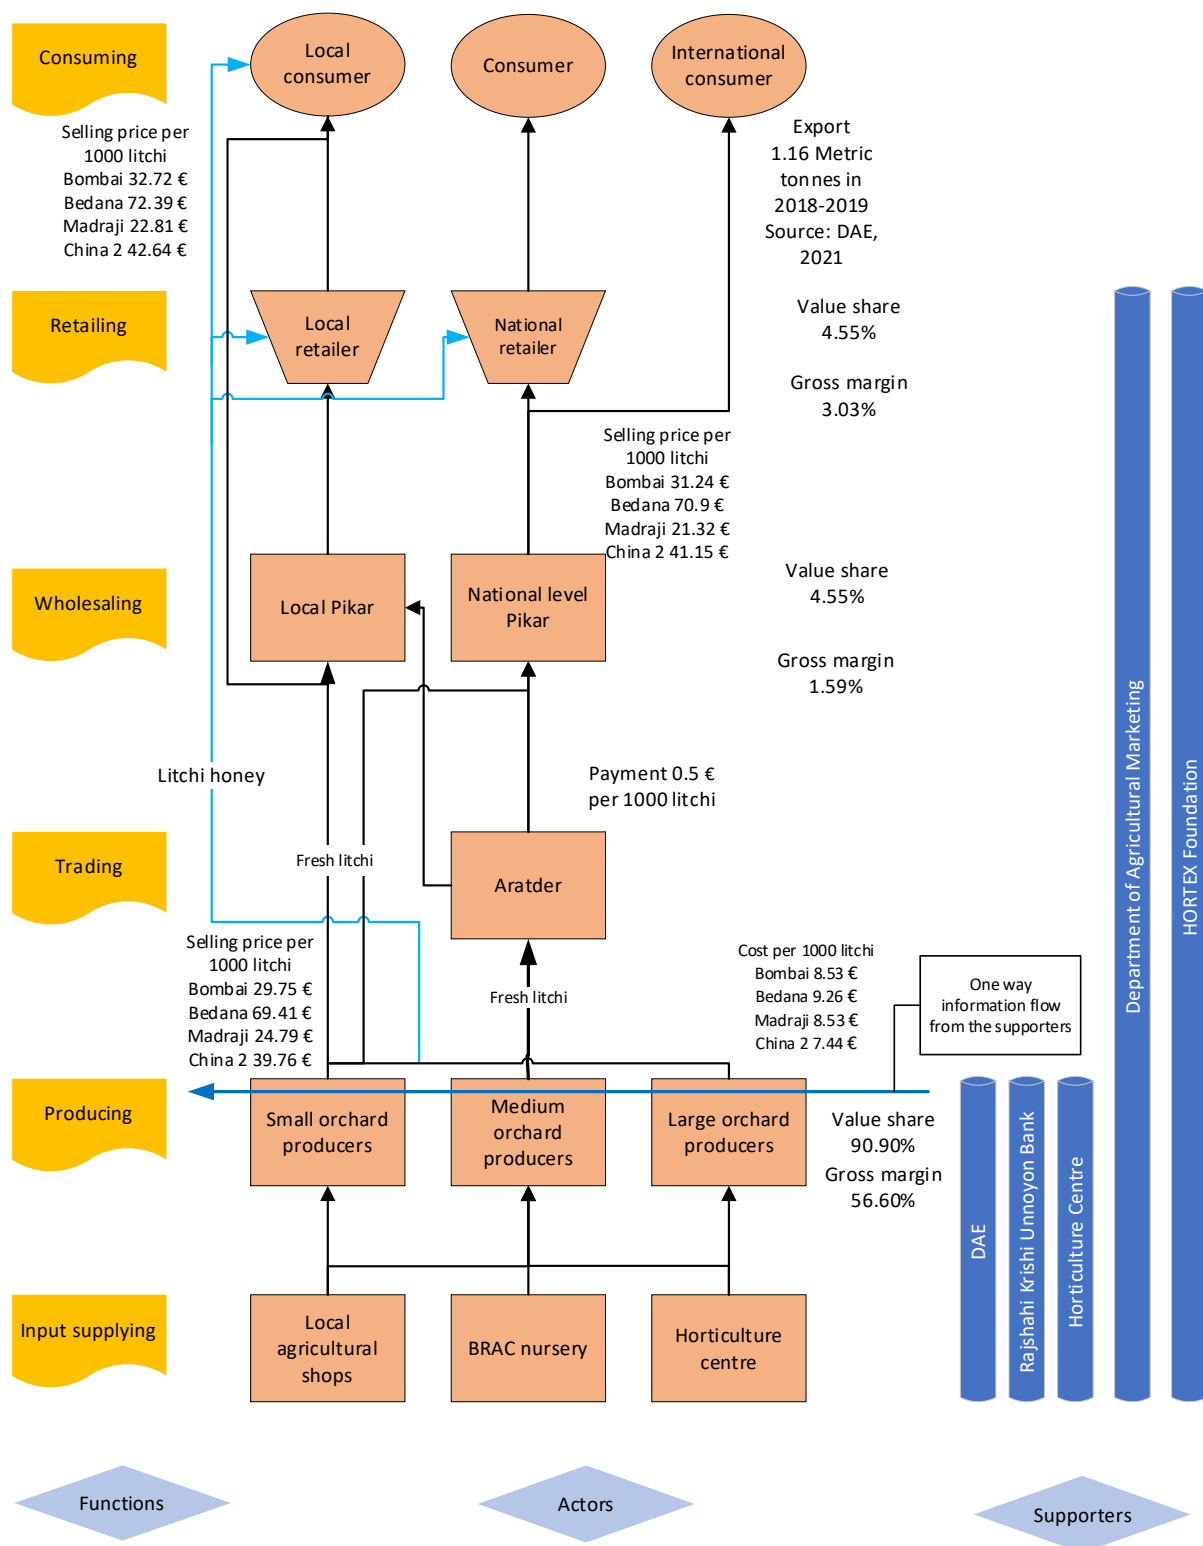 Consuming
Local
consumer
Consumer
International
consumer
Selling price per
1000 litchi
Bombai 32.72 €
Bedana 72.39 €
Madraji 22.81 €
China 2 42.64 €
Export
1.16 Metric
tonnes in
2018-2019
Source: DAE,
2021
Retailing
Local
retailer
National
retailer
Value share
4.55%
Gross margin
3.03%
Selling price per
1000 litchi
Bombai 31.24 €
Bedana 70.9 €
Madraji 21.32 €
China 2 41.15 €
Wholesaling
Local Pikar
National level
Pikar
Value share
4.55%
Gross margin
1.59%
Litchi honey
Payment 0.5 €
per 1000 litchi
Trading
Fresh litchi
Aratder
Selling price per
1000 litchi
Bombai 29.75 €
Bedana 69.41 €
Madraji 24.79 €
China 2 39.76 €
Fresh litchi
Cost per 1000 litchi
Bombai 8.53 €
Bedana 9.26 €
Madraji 8.53 €
China 2 7.44 €
One way
information flow
from the supporters
Producing
Small orchard
producers
Medium
orchard
producers
Large orchard
producers
Value share
90.90%
Gross margin
56.60%
Input supplying
Local
agricultural
shops
BRAC nursery
Horticulture
centre
DAE
Rajshahi Krishi Unnoyon Bank
Horticulture Centre
Department of Agricultural Marketing
HORTEX Foundation
Functions
Actors
Supporters